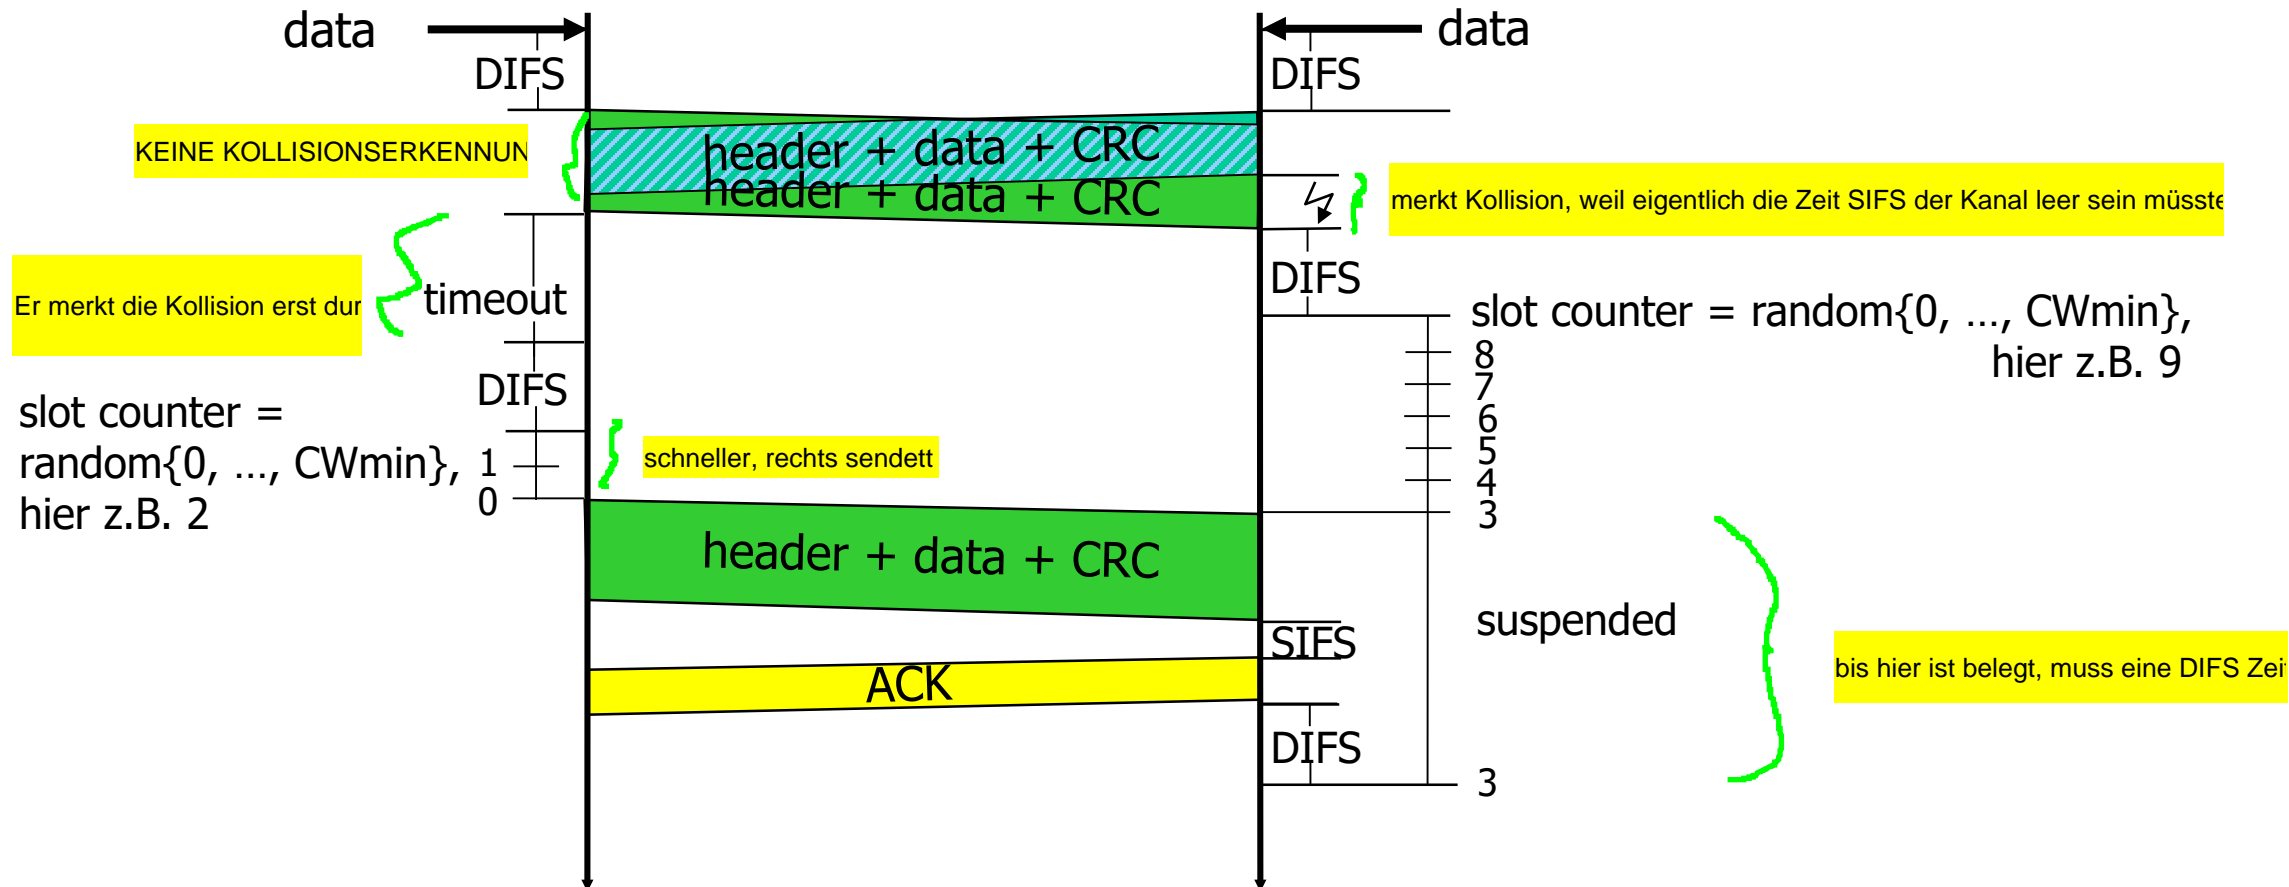 data
data
DIFS
DIFS
KEINE KOLLISIONSERKENNUN
header + data + CRC
header + data + CRC
merkt Kollision, weil eigentlich die Zeit SIFS der Kanal leer sein müsste
Er merkt die Kollision erst dur
timeout
DIFS
slot counter = random{0, ..., CWmin},
hier z.B. 9
8
7
6
5
4
3
DIFS
slot counter =
random{0, ..., CWmin},
hier z.B. 2
1
0
schneller, rechts sendett
header + data + CRC
suspended
SIFS
bis hier ist belegt, muss eine DIFS Zei
ACK
DIFS
3